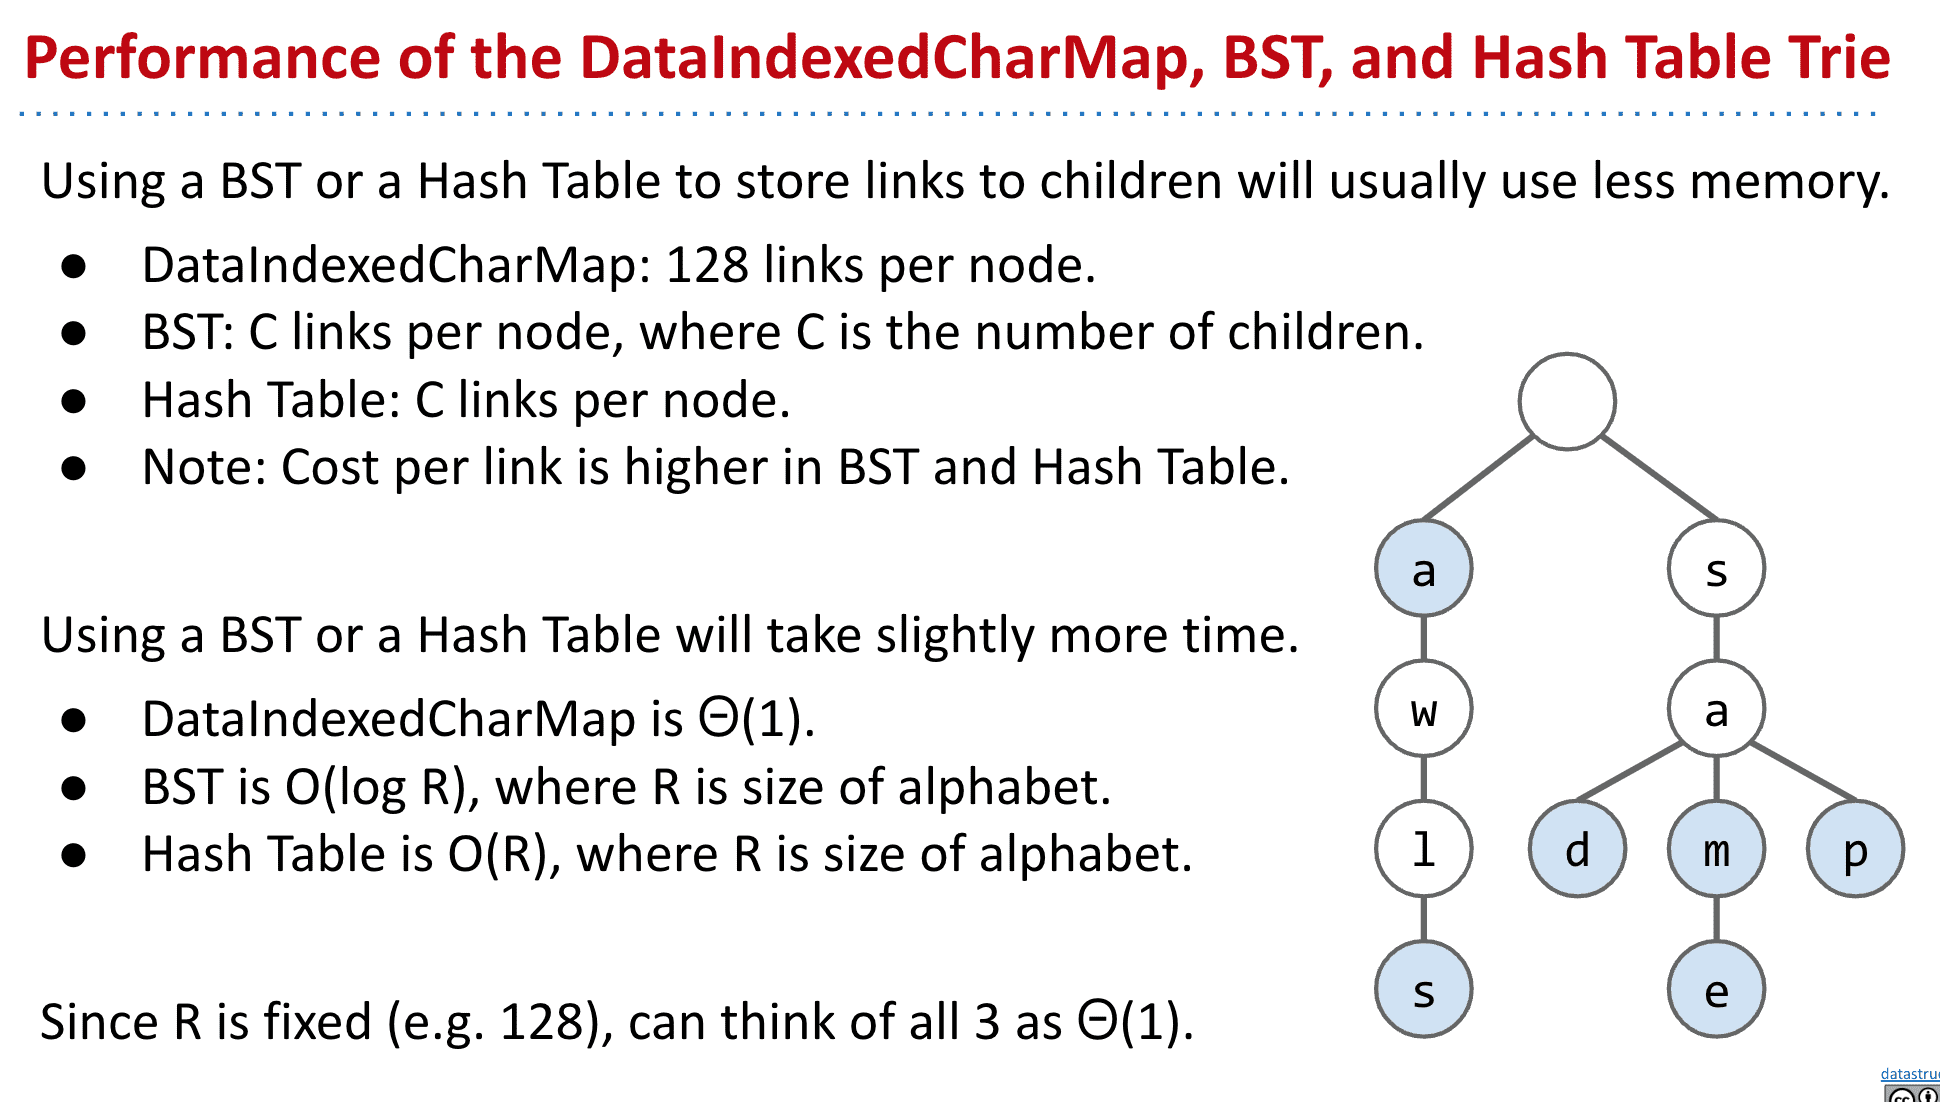 Performance of the DataIndexedCharMap, BST, and Hash Table Trie
Using a BST or a Hash Table to store links to children will usually use less memory.
● DataIndexedCharMap: 128 links per node.
● BST: C links per node, where C is the number of children.
● Hash Table: C links per node.
● Note: Cost per link is higher in BST and Hash Table.
Using a BST or a Hash Table will take slightly more time.
● DataIndexedCharMap is Θ(1).
● BST is O(log R), where R is size of alphabet.
● Hash Table is O(R), where R is size of alphabet.
Since R is fixed (e.g. 128), can think of all 3 as Θ(1).
a s
w a
l d m p
s e